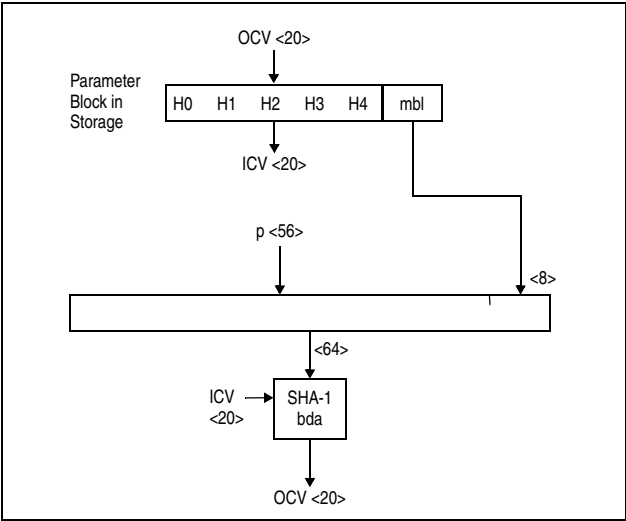 OCV <20>
Parameter
Block in
Storage
H0 H1 H2 H3 H4 mbl
ICV <20>
p <56>
<8>
<64>
ICV
<20>
SHA-1
bda
OCV <20>